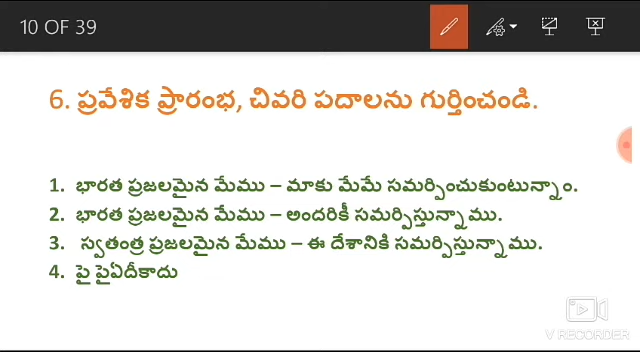 10 OF 39
6. ప్రవేశిక ప్రారంభ, చివరి పదాలను గుర్తించండి.
1. భారత ప్రజలమైన మేము – మాకు మేమే సమర్పించుకుంటున్నాం.
2. భారత ప్రజలమైన మేము – అందరికీ సమర్పిస్తున్నాము.
3. స్వతంత్ర ప్రజలమైన మేము – ఈ దేశానికి సమర్పిస్తున్నాము.
4. పై పైఏదీకాదు
V RECORDER